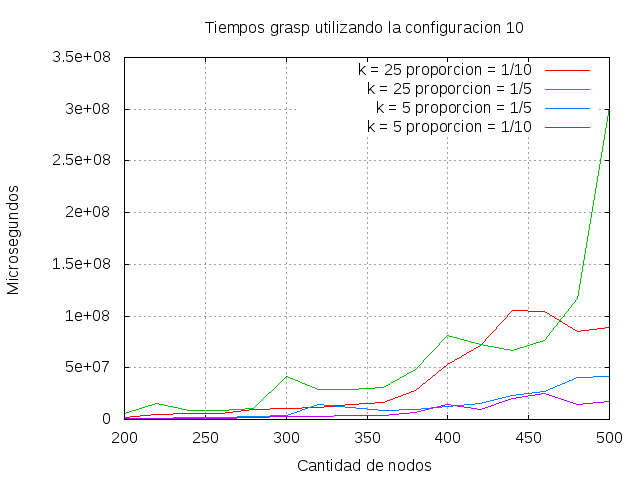 Tiempos grasp utilizando la configuracion 10
3.5e+08
3e+08
2.5e+08
2e+08
1.5e+08
1e+08
5e+07
0
Microsegundos
k = 25 proporcion = 1/10
k = 25 proporcion = 1/5
k = 5 proporcion = 1/5
k = 5 proporcion = 1/10
200 250 300 350 400 450 500
Cantidad de nodos